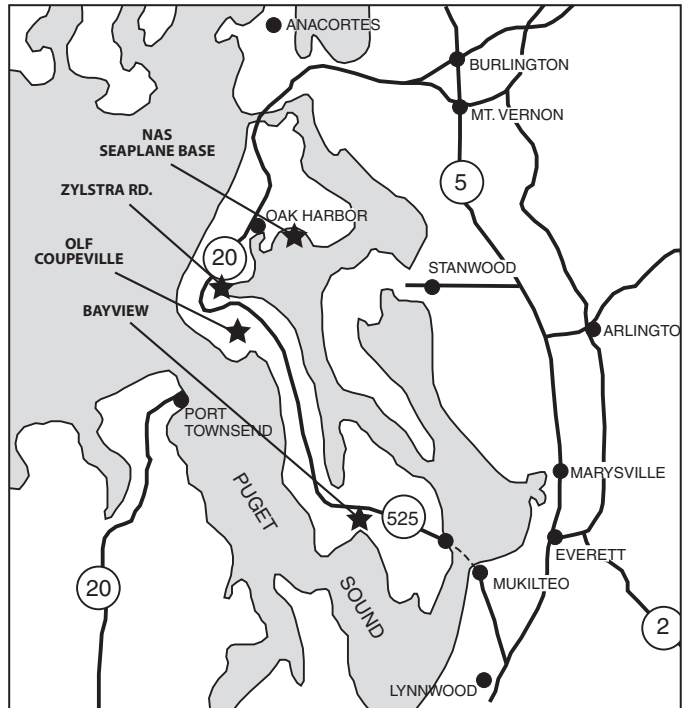 ANACORTES
BURLINGTON
MT. VERNON
NAS
SEAPLANE BASE
5
ZYLSTRA RD.
OAK HARBOR
OLF
COUPEVILLE
20
STANWOOD
BAYVIEW
ARLINGTO
PORT
TOWNSEND
MARYSVILLE
PUGET
525
EVERETT
MUKILTEO
20
SOUND
2
LYNNWOOD